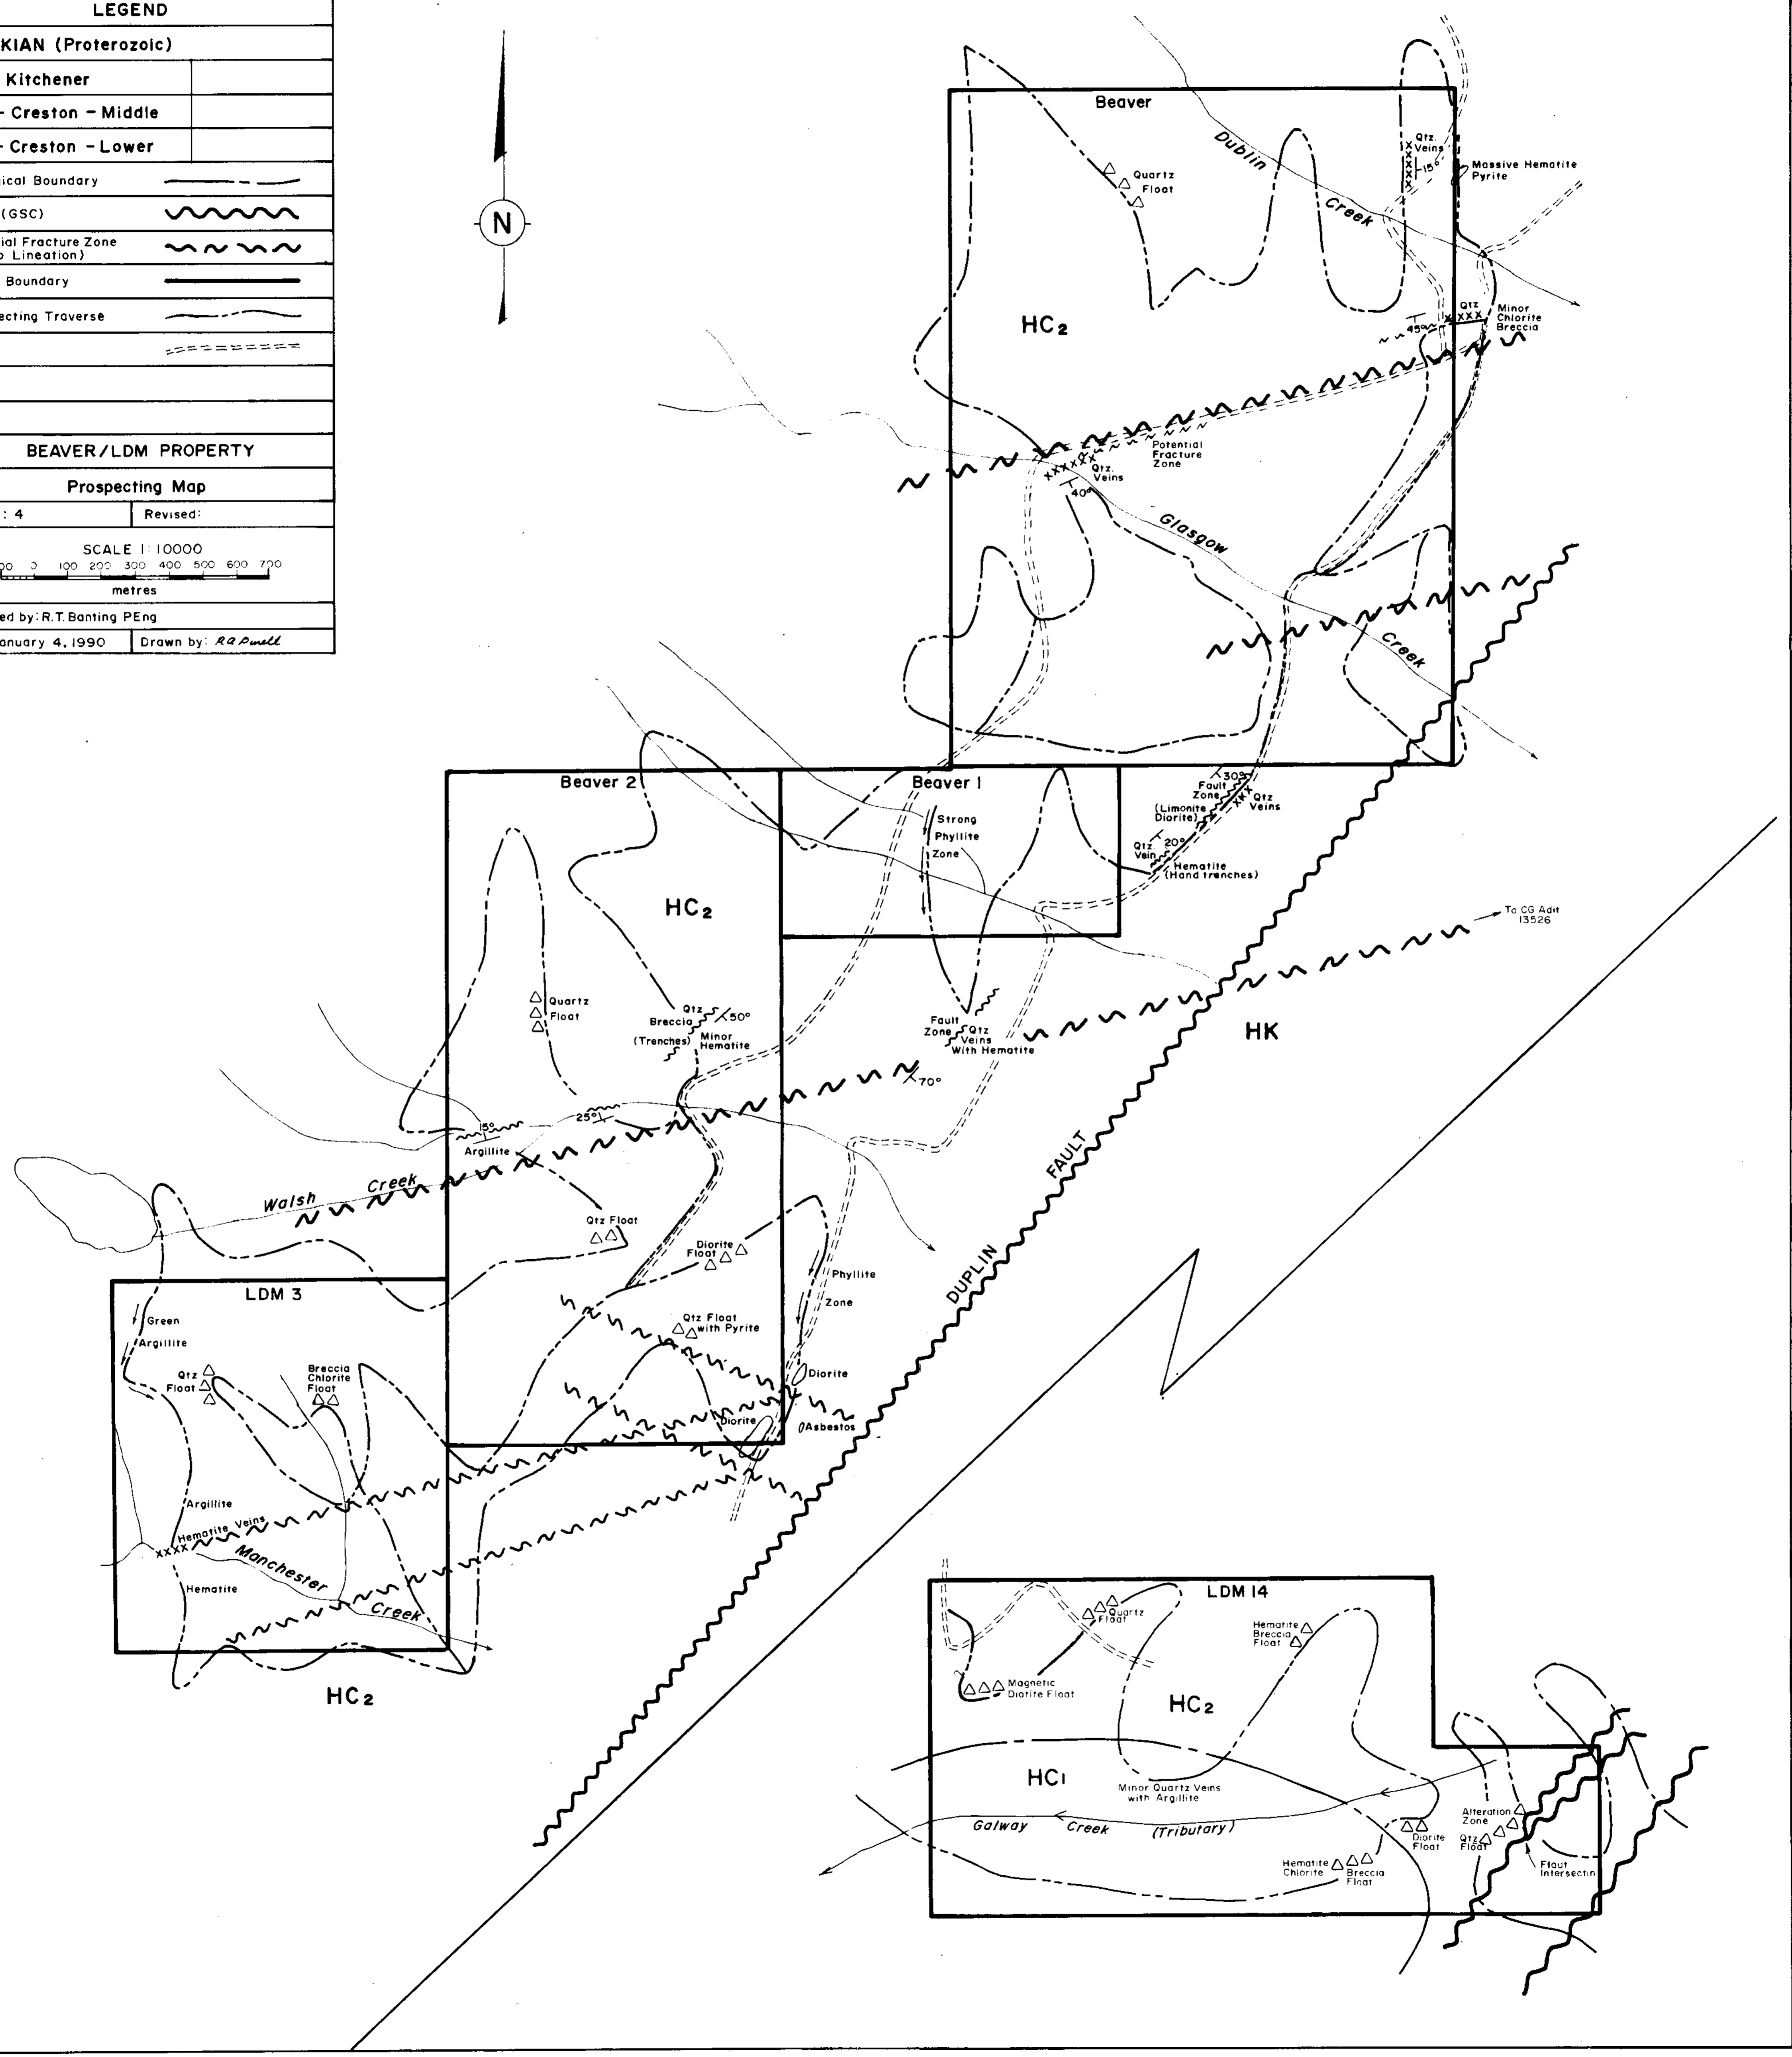 LEGEND
KIAN (Proterozoic)
Kitchener
- Creston - Middle
- Creston - Lower
ical Boundary
(GSC)
ial Fracture Zone
o Lineation)
Boundary
ecting Traverse
BEAVER/LDM PROPERTY
Prospecting Map
: 4
Revised:
SCALE 1:10000
00 0 100 200 300 400 500 600 700
metres
ed by: R.T. Banting PEng
anuary 4, 1990
Drawn by:
N
Beaver
Dublin
Creek
Qtz.
Veins
15°
Massive Hematite
Pyrite
Quartz
Float
HC2
Qtz
45°
Minor
Chlorite
Breccia
Potential
Fracture
Zone
Qtz.
Veins
40°
Glasgow
Creek
Beaver 2
Beaver 1
30°
Fault
Zone
(Limonite
Diorite)
Qtz
Veins
Qtz
Vein
20°
Hematite
(Hand trenches)
Strong
Phyllite
Zone
HC2
To CG Adit
13526
Quartz
Float
Qtz
Breccia
50°
(Trenches)
Minor
Hematite
Fault
Zone
Qtz
Veins
With Hematite
HK
70°
15°
25°
Argillite
Walsh
Creek
DUPLIN
FAULT
Qtz Float
Diorite
Float
Phyllite
Zone
LDM 3
Green
Argillite
Qtz
Float
Breccia
Chlorite
Float
Qtz Float
with Pyrite
Diorite
Diorite
Asbestos
Argillite
Hematite Veins
Manchester
Creek
Hematite
HC2
LDM 14
Quartz
Float
Hematite
Breccia
Float
Magnetic
Diotite Float
HC2
HC1
Minor Quartz Veins
with Argillite
Galway
Creek
(Tributary)
Alteration
Zone
Diorite
Float
Qtz
Float
Hematite
Chlorite
Breccia
Float
Flaut
Intersectin